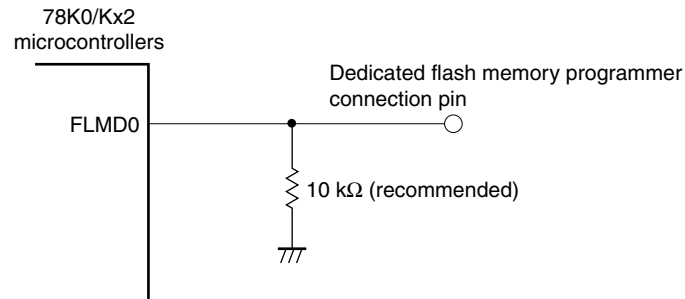 78K0/Kx2
microcontrollers
Dedicated flash memory programmer
connection pin
FLMD0
10 kΩ (recommended)